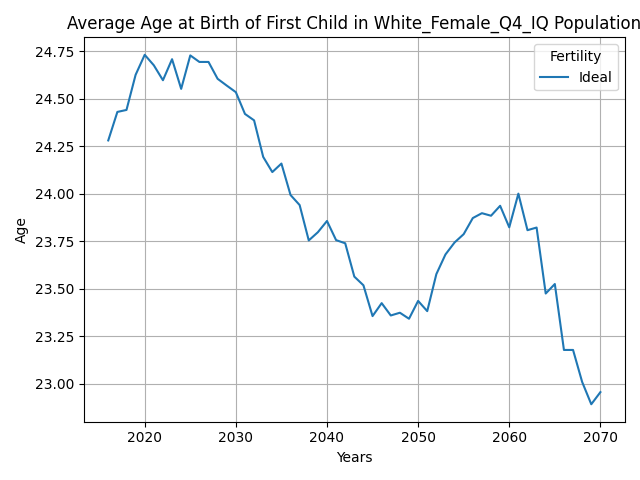 Average Age at Birth of First Child in White_Female_Q4_IQ Population
Fertility
Ideal
24.75
24.50
24.25
24.00
23.75
23.50
23.25
23.00
Age
2020 2030 2040 2050 2060 2070
Years